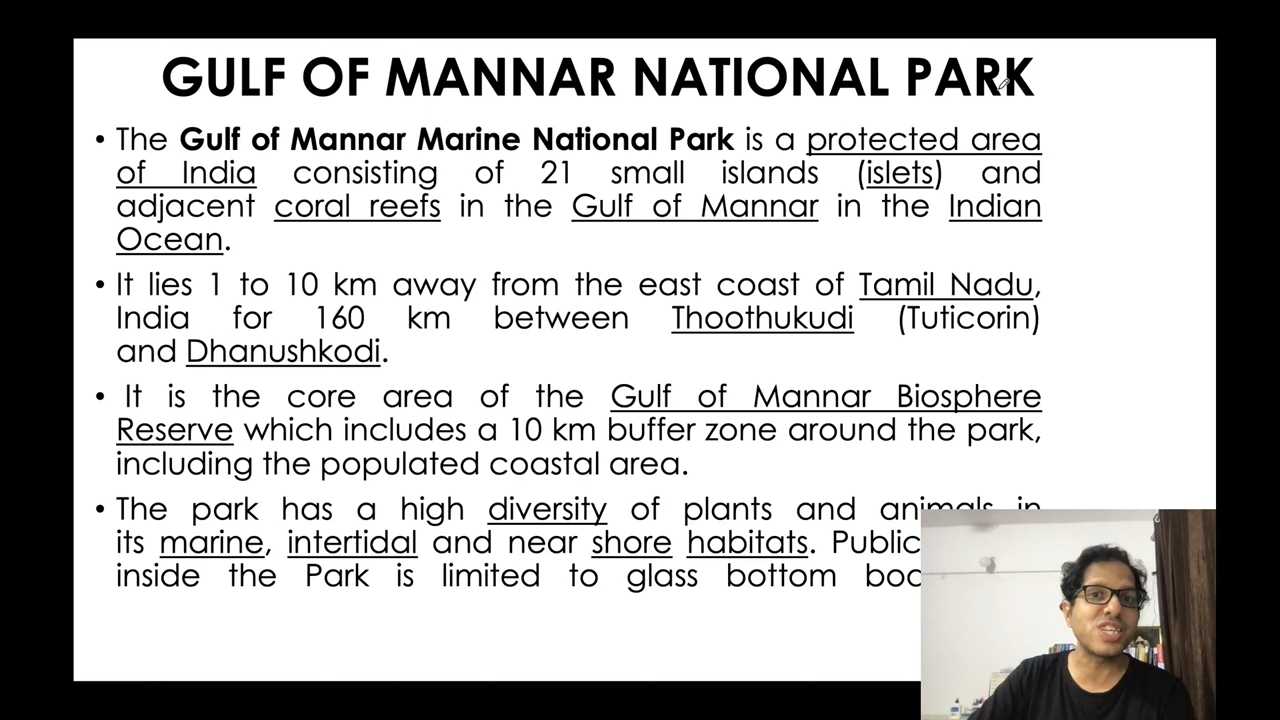 GULF OF MANNAR NATIONAL PARK
• The Gulf of Mannar Marine National Park is a protected area
of India consisting of 21 small islands (islets) and
adjacent coral reefs in the Gulf of Mannar in the Indian
Ocean.
• It lies 1 to 10 km away from the east coast of Tamil Nadu,
India for 160 km between Thoothukudi (Tuticorin)
and Dhanushkodi.
• It is the core area of the Gulf of Mannar Biosphere
Reserve which includes a 10 km buffer zone around the park,
including the populated coastal area.
• The park has a high diversity of plants and animals in
its marine, intertidal and near shore habitats. Public
inside the Park is limited to glass bottom